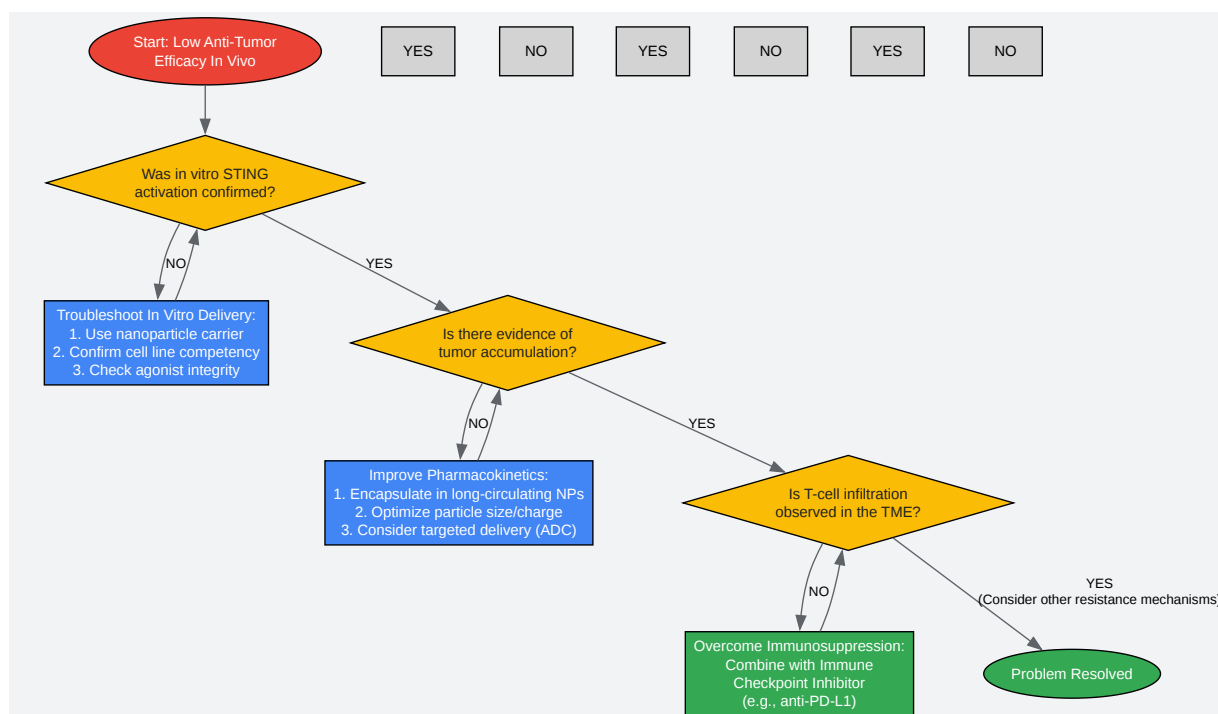 Start: Low Anti-Tumor
Efficacy In Vivo
YES
NO
YES
NO
YES
NO
Was in vitro STING
activation confirmed?
NO
YES
Troubleshoot In Vitro Delivery:
1. Use nanoparticle carrier
2. Confirm cell line competency
3. Check agonist integrity
Is there evidence of
tumor accumulation?
NO
YES
Improve Pharmacokinetics:
1. Encapsulate in long-circulating NPs
2. Optimize particle size/charge
3. Consider targeted delivery (ADC)
Is T-cell infiltration
observed in the TME?
NO
YES
(Consider other resistance mechanisms)
Overcome Immunosuppression:
Combine with Immune
Checkpoint Inhibitor
(e.g., anti-PD-L1)
Problem Resolved